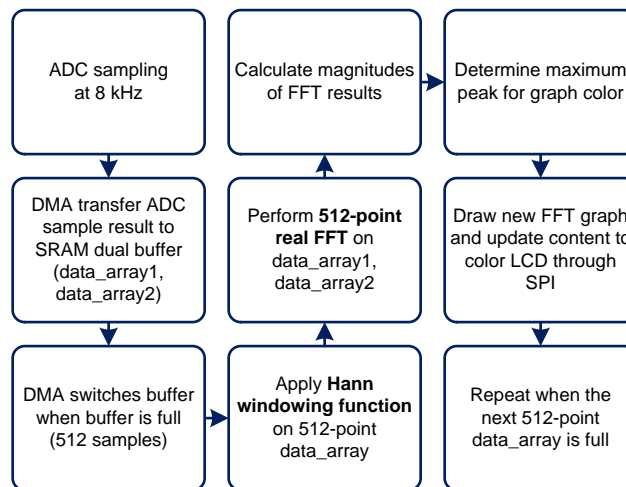 ADC sampling
at 8 kHz
DMA transfer ADC
sample result to
SRAM dual buffer
(data_array1,
data_array2)
DMA switches buffer
when buffer is full
(512 samples)
Apply Hann
windowing function
on 512-point
data_array
Perform 512-point
real FFT on
data_array1,
data_array2
Calculate magnitudes
of FFT results
Determine maximum
peak for graph color
Draw new FFT graph
and update content to
color LCD through
SPI
Repeat when the
next 512-point
data_array is full